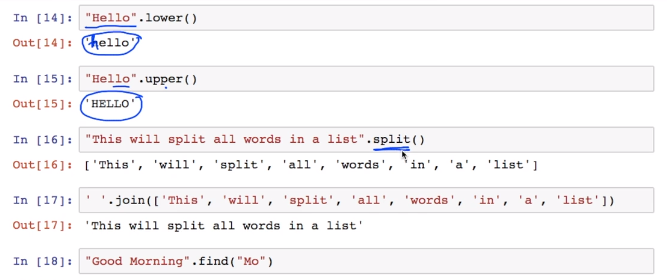 In [14]: "Hello".lower()
Out[14]: 'hello'
In [15]: "Hello".upper()
Out[15]: 'HELLO'
In [16]: "This will split all words in a list".split()
Out[16]: ['This', 'will', 'split', 'all', 'words', 'in', 'a', 'list']
In [17]: ' '.join(['This', 'will', 'split', 'all', 'words', 'in', 'a', 'list'])
Out[17]: 'This will split all words in a list'
In [18]: "Good Morning".find("Mo")